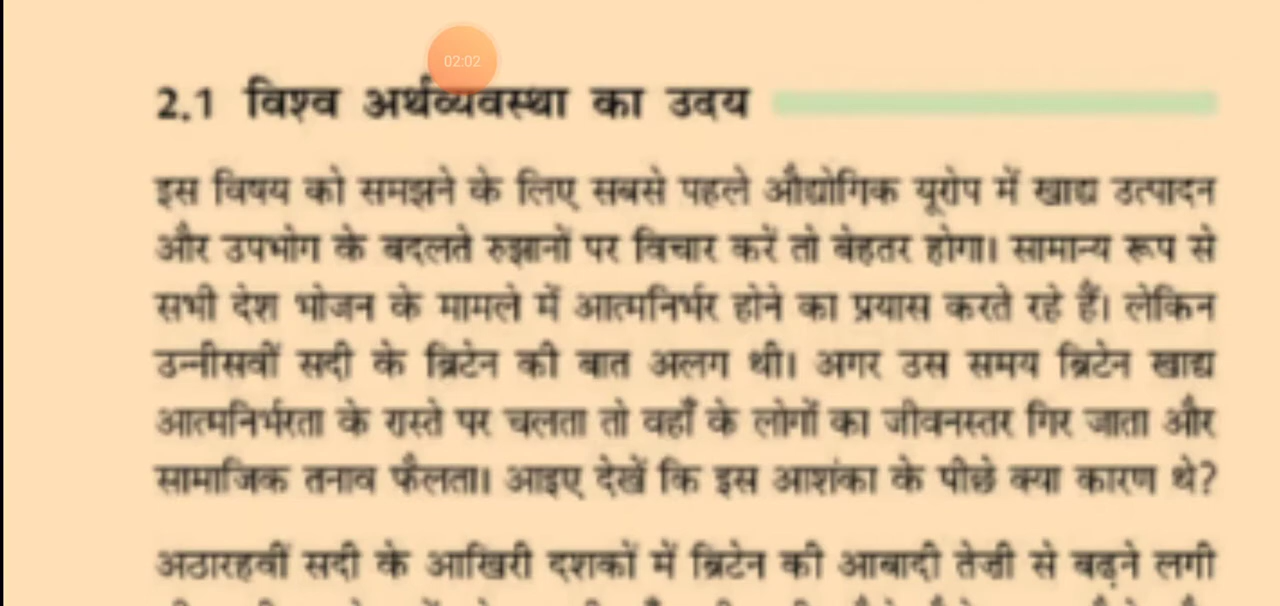 02:02
2.1 विश्व अर्थव्यवस्था का उदय
इस विषय को समझने के लिए सबसे पहले औद्योगिक यूरोप में खाद्य उत्पादन
और उपभोग के बदलते रुझानों पर विचार करें तो बेहतर होगा। सामान्य रूप से
सभी देश भोजन के मामले में आत्मनिर्भर होने का प्रयास करते रहे हैं। लेकिन
उन्नीसवीं सदी के ब्रिटेन की बात अलग थी। अगर उस समय ब्रिटेन खाद्य
आत्मनिर्भरता के रास्ते पर चलता तो वहाँ के लोगों का जीवनस्तर गिर जाता और
सामाजिक तनाव फैलता। आइए देखें कि इस आशंका के पीछे क्या कारण थे?
अठारहवीं सदी के आखिरी दशकों में ब्रिटेन की आबादी तेज़ी से बढ़ने लगी